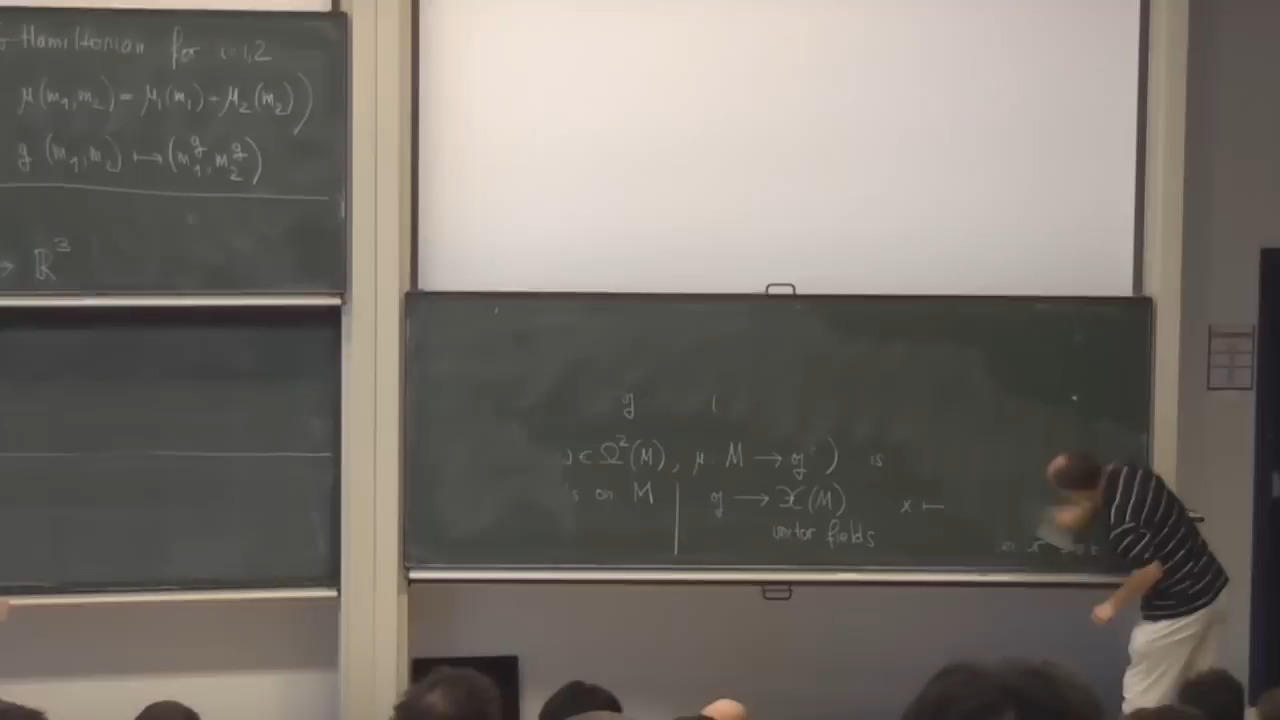 Hamiltonian for i=1,2
μ(m₁,m₂) = μ₁(m₁) + μ₂(m₂))
g (m₁,m₂) ↦ (m₁^g, m₂^g)
→ ℝ³
𝔤
ω ∈ Ω²(M), μ: M → 𝔤*) is
on M | 𝔤 → 𝔛(M) x ↦
vector fields